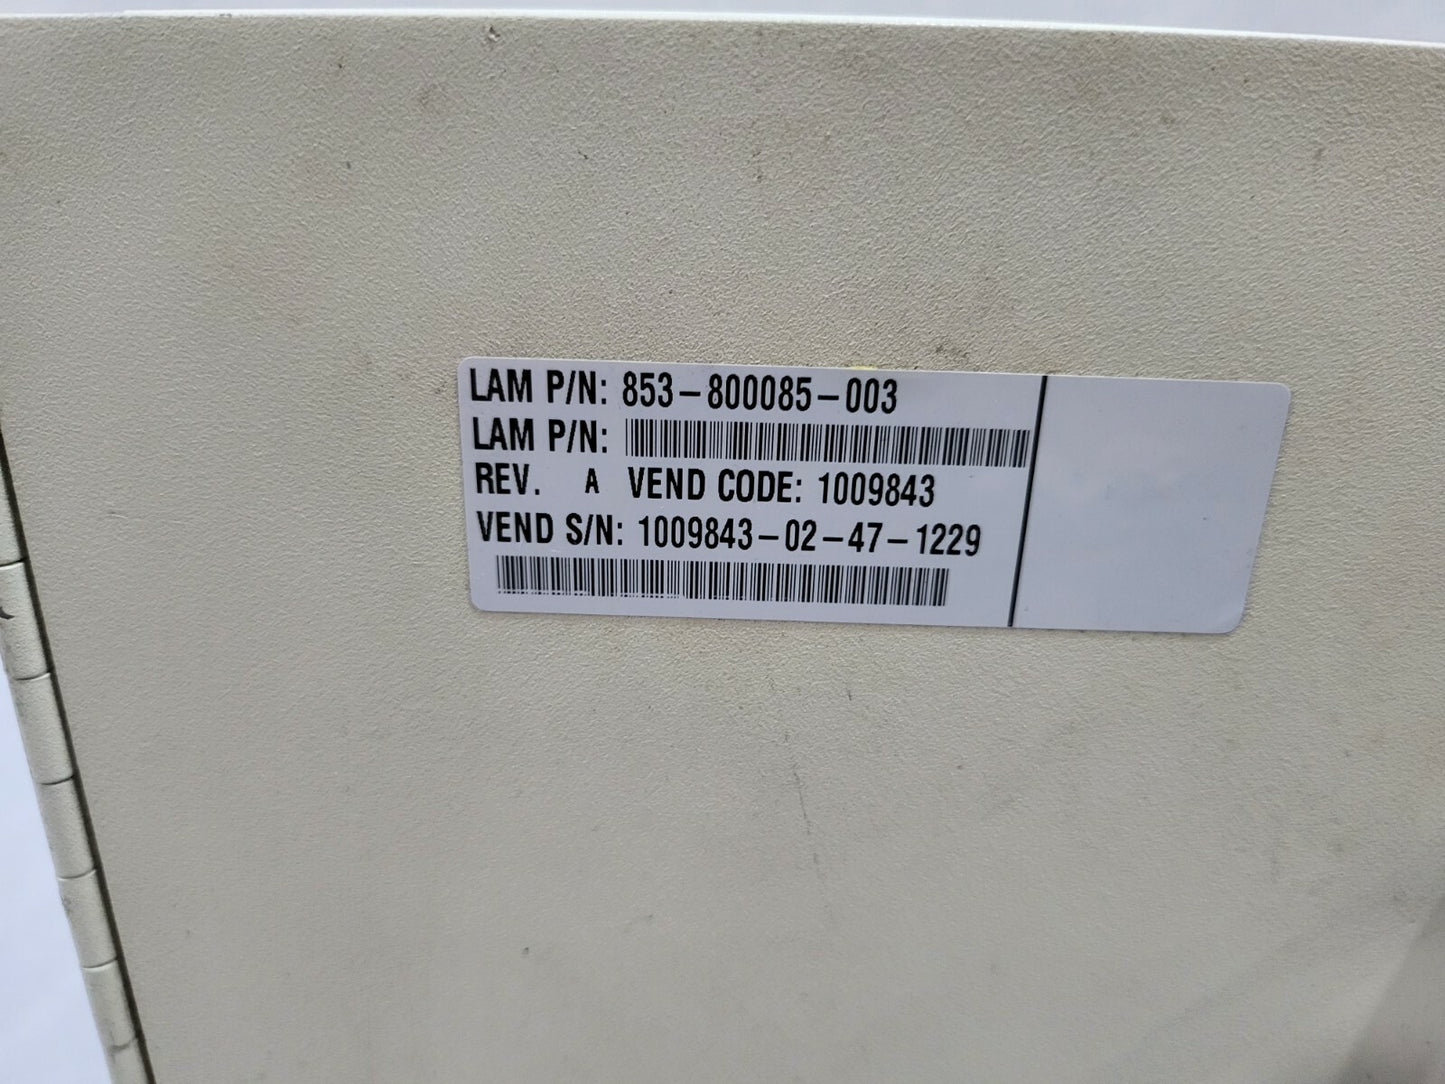 LAM P/N: 853-800085-003
LAM P/N:
REV. A VEND CODE: 1009843
VEND S/N: 1009843-02-47-1229